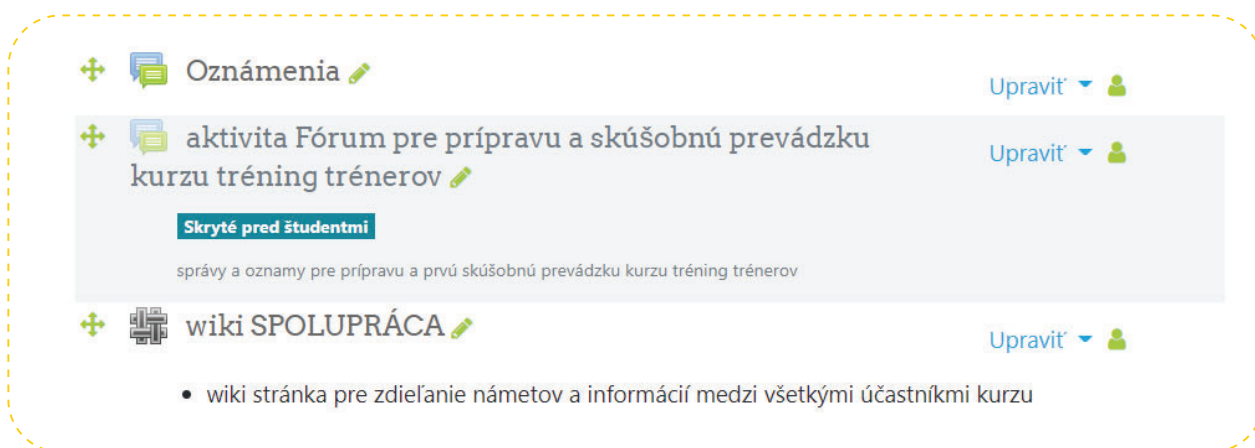 Oznámenia
Upraviť
aktivita Fórum pre prípravu a skúšobnú prevádzku
kurzu tréning trénerov
Upraviť
Skryté pred študentmi
správy a oznamy pre prípravu a prvú skúšobnú prevádzku kurzu tréning trénerov
wiki SPOLUPRÁCA
Upraviť
• wiki stránka pre zdieľanie námetov a informácií medzi všetkými účastníkmi kurzu